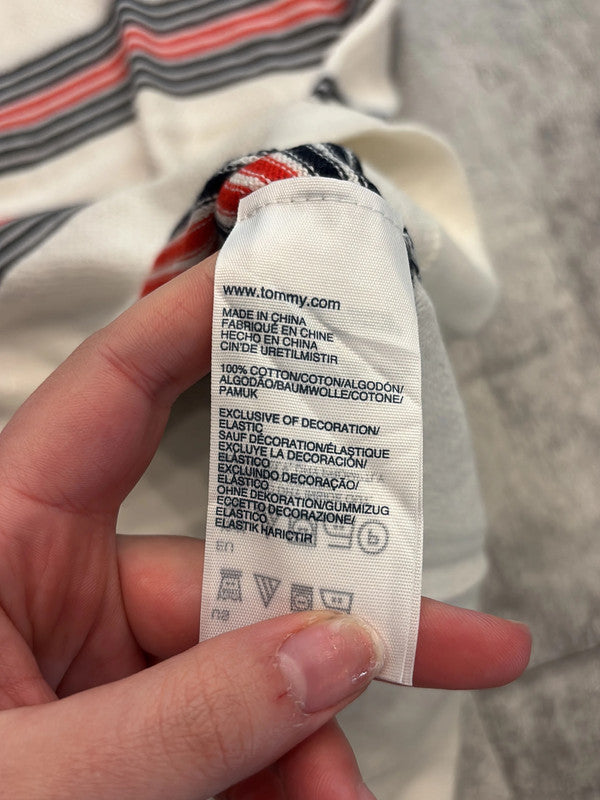 www.tommy.com
MADE IN CHINA
FABRIQUÉ EN CHINE
HECHO EN CHINA
CIN'DE URETILMISTIR
100% COTTON/COTON/ALGODÓN/
ALGODÃO/BAUMWOLLE/COTONE/
PAMUK
EXCLUSIVE OF DECORATION/
ELASTIC
SAUF DÉCORATION/ÉLASTIQUE
EXCLUYE LA DECORACIÓN/
ELÁSTICO
EXCLUINDO DECORAÇÃO/
ELÁSTICO
OHNE DEKORATION/GUMMIZUG
ECCETTO DECORAZIONE/
ELASTICO
ELASTIK HARIÇTIR